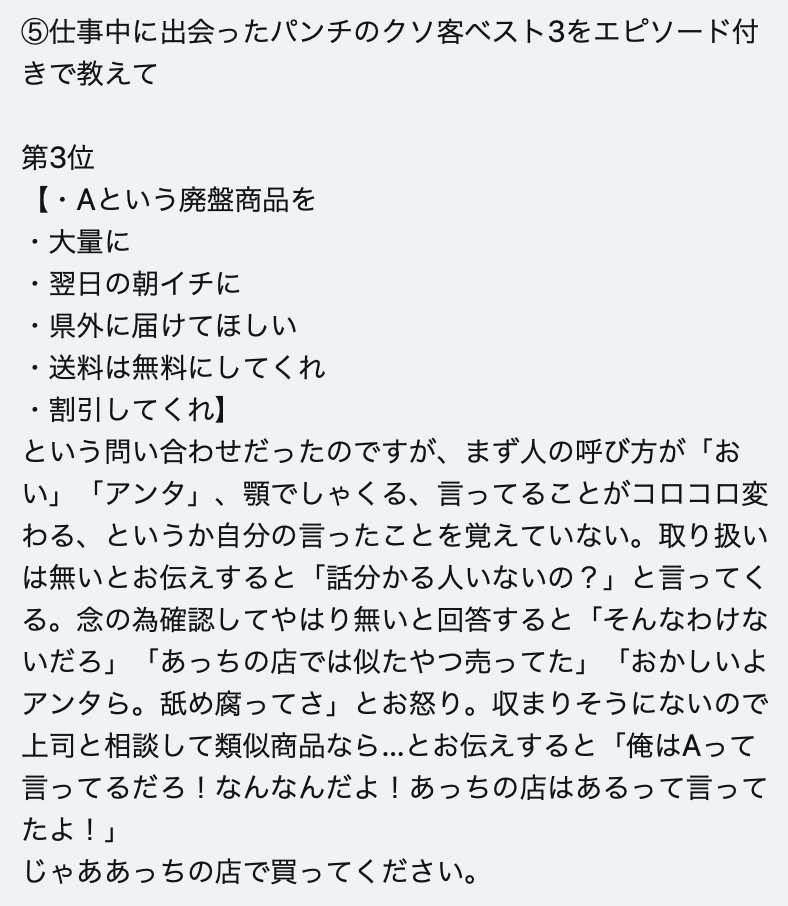 ⑤仕事中に出会ったパンチのクソ客ベスト3をエピソード付
きで教えて
第3位
【・Aという廃盤商品を
・大量に
・翌日の朝イチに
・県外に届けてほしい
・送料は無料にしてくれ
・割引してくれ】
という問い合わせだったのですが、まず人の呼び方が「お
い」「アンタ」、顎でしゃくる、言ってることがコロコロ変
わる、というか自分の言ったことを覚えていない。取り扱い
は無いとお伝えすると「話分かる人いないの？」と言ってく
る。念の為確認してやはり無いと回答すると「そんなわけな
いだろ」「あっちの店では似たやつ売ってた」「おかしいよ
アンタら。舐め腐ってさ」とお怒り。収まりそうにないので
上司と相談して類似商品なら…とお伝えすると「俺はAって
言ってるだろ！なんなんだよ！あっちの店はあるって言って
たよ！」
じゃああっちの店で買ってください。